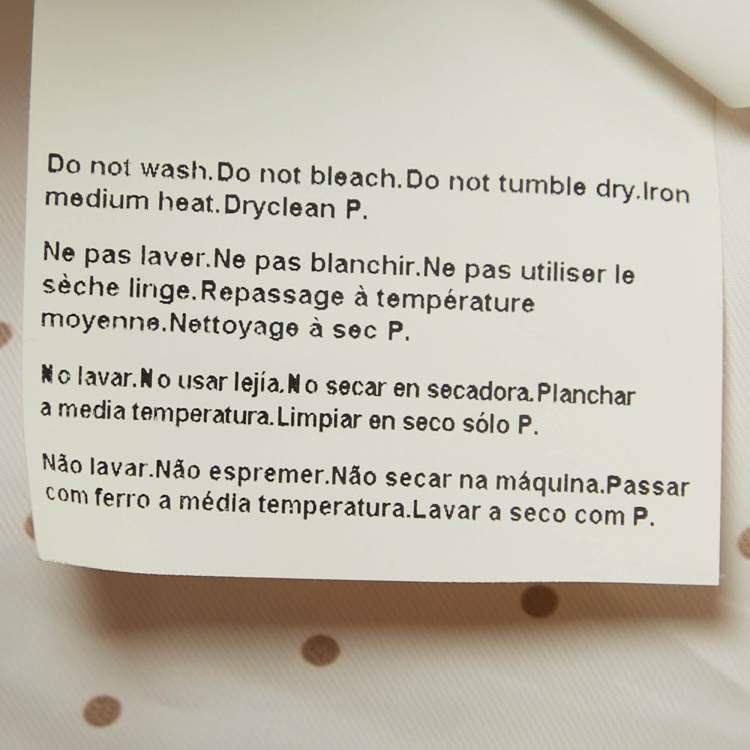 Do not wash.Do not bleach.Do not tumble dry.Iron
medium heat.Dryclean P.
Ne pas laver.Ne pas blanchir.Ne pas utiliser le
sèche linge.Repassage à température
moyenne.Nettoyage à sec P.
No lavar.No usar lejía.No secar en secadora.Planchar
a media temperatura.Limpiar en seco sólo P.
Não lavar.Não espremer.Não secar na máquina.Passar
com ferro a média temperatura.Lavar a seco com P.